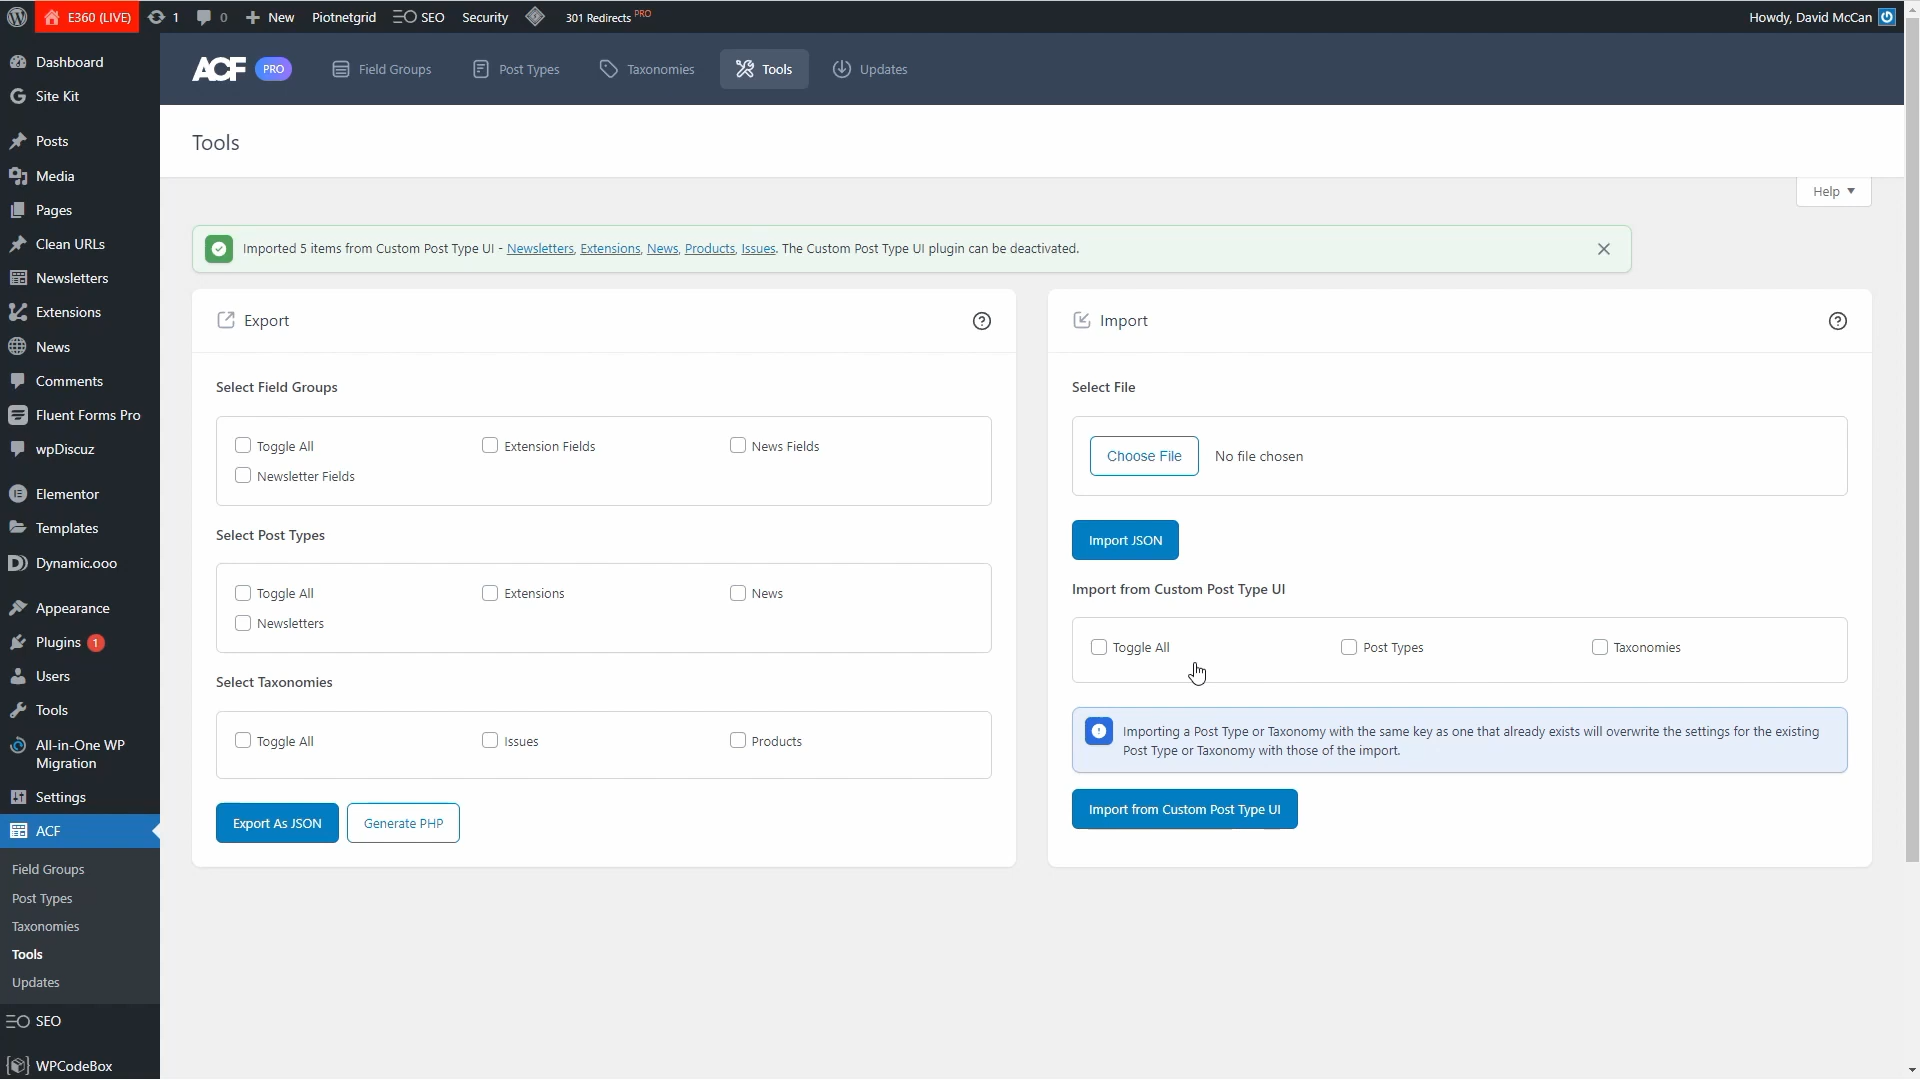 E360 (LIVE)
1
0
New
Piotnetgrid
SEO
Security
301 Redirects PRO
Howdy, David McCan
Dashboard
Site Kit
Posts
Media
Pages
Clean URLs
Newsletters
Extensions
News
Comments
Fluent Forms Pro
wpDiscuz
Elementor
Templates
Dynamic.ooo
Appearance
Plugins 1
Users
Tools
All-in-One WP
Migration
Settings
ACF
Field Groups
Post Types
Taxonomies
Tools
Updates
SEO
WPCodeBox
ACF PRO
Field Groups
Post Types
Taxonomies
Tools
Updates
Tools
Help
Imported 5 items from Custom Post Type UI - Newsletters, Extensions, News, Products, Issues. The Custom Post Type UI plugin can be deactivated.
Export
Select Field Groups
Toggle All
Extension Fields
News Fields
Newsletter Fields
Select Post Types
Toggle All
Extensions
News
Newsletters
Select Taxonomies
Toggle All
Issues
Products
Export As JSON
Generate PHP
Import
Select File
Choose File
No file chosen
Import JSON
Import from Custom Post Type UI
Toggle All
Post Types
Taxonomies
Importing a Post Type or Taxonomy with the same key as one that already exists will overwrite the settings for the existing
Post Type or Taxonomy with those of the import.
Import from Custom Post Type UI